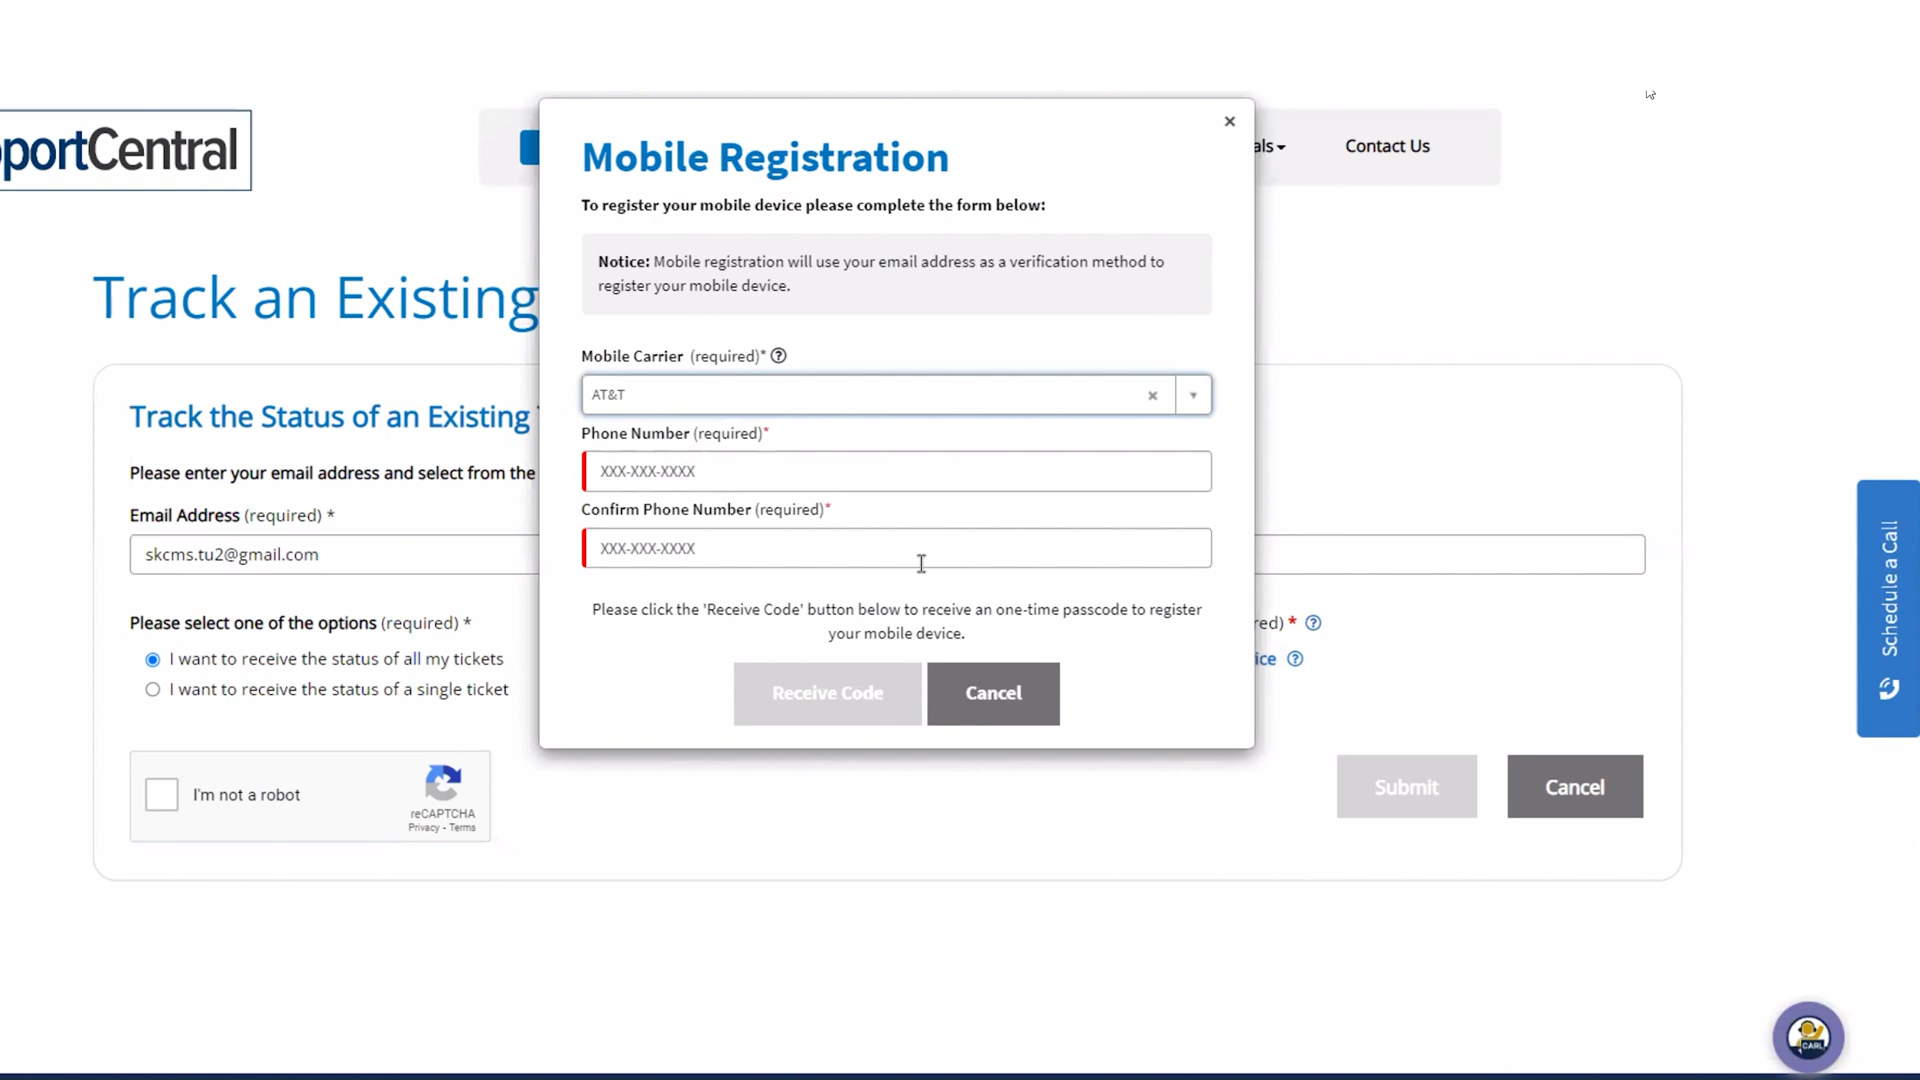 portCentral
als
Contact Us
×
Mobile Registration
To register your mobile device please complete the form below:
Notice: Mobile registration will use your email address as a verification method to
register your mobile device.
Mobile Carrier (required)* ?
AT&T
Phone Number (required)*
XXX-XXX-XXXX
Confirm Phone Number (required)*
XXX-XXX-XXXX
Please click the 'Receive Code' button below to receive an one-time passcode to register
your mobile device.
Receive Code
Cancel
Track an Existing
Track the Status of an Existing
Please enter your email address and select from the
Email Address (required) *
skcms.tu2@gmail.com
Please select one of the options (required) *
red) * ?
I want to receive the status of all my tickets
ice ?
I want to receive the status of a single ticket
I'm not a robot
reCAPTCHA
Privacy - Terms
Submit
Cancel
Schedule a Call
CARL